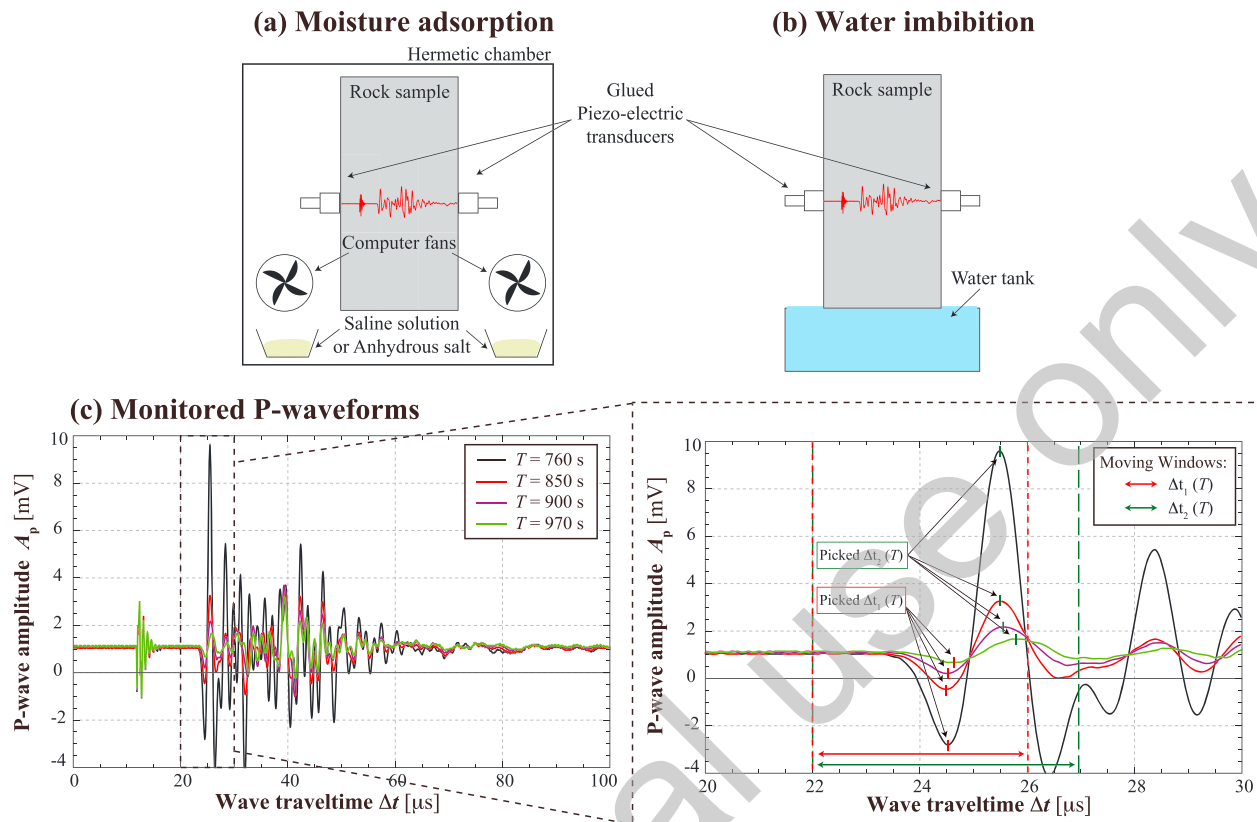 (a) Moisture adsorption
(b) Water imbibition
Hermetic chamber
Rock sample
Glued
Piezo-electric
transducers
Rock sample
Computer fans
Saline solution
or Anhydrous salt
Water tank
(c) Monitored P-waveforms
P-wave amplitude Aₚ [mV]
10
8
6
4
2
0
-2
-4
T = 760 s
T = 850 s
T = 900 s
T = 970 s
0
20
40
60
80
100
Wave traveltime Δt [μs]
P-wave amplitude Aₚ [mV]
10
8
6
4
2
0
-2
-4
Moving Windows:
Δt₁ (T)
Δt₂ (T)
Picked Δt₂ (T)
Picked Δt₁ (T)
20
22
24
26
28
30
Wave traveltime Δt [μs]
al use only